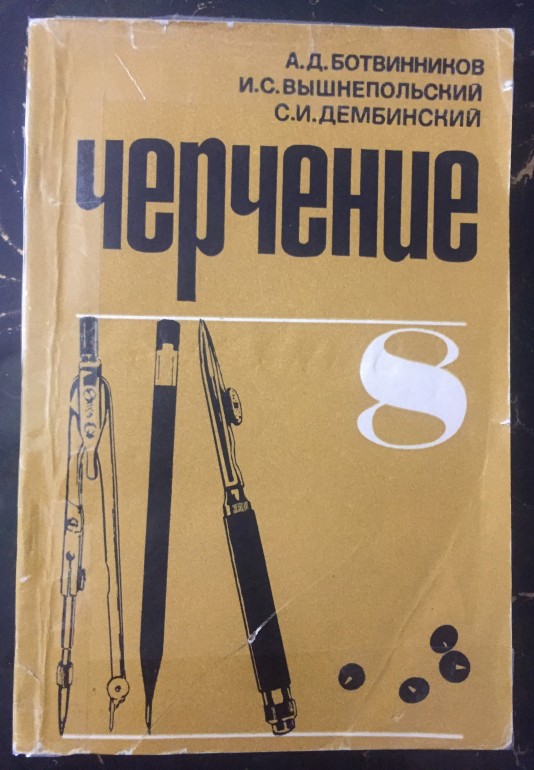 А.Д.БОТВИННИКОВ
И.С.ВЫШНЕПОЛЬСКИЙ
С.И.ДЕМБИНСКИЙ
черчение
8